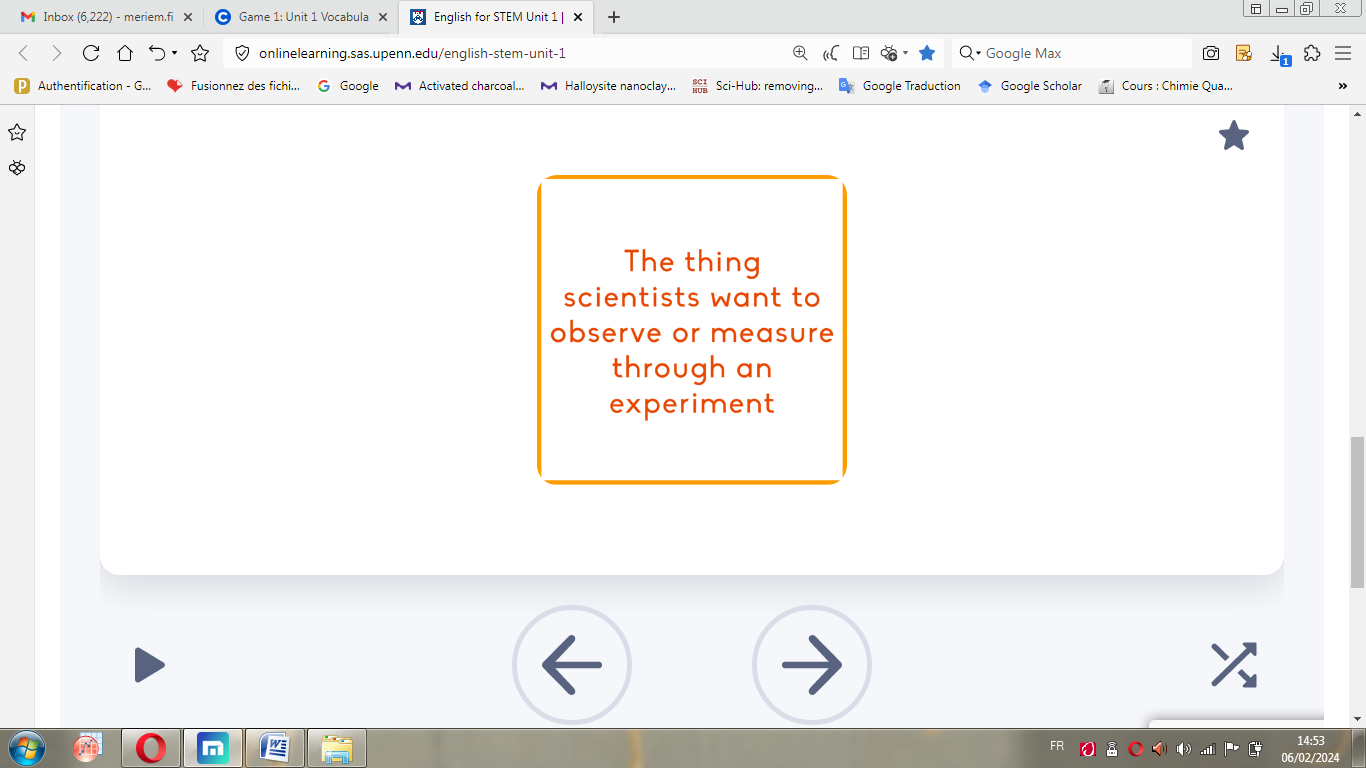 Inbox (6,222) - meriem.fi
Game 1: Unit 1 Vocabula
English for STEM Unit 1 |
onlinelearning.sas.upenn.edu/english-stem-unit-1
Google Max
1
Authentification - G...
Fusionnez des fichi...
Google
Activated charcoal...
Halloysite nanoclay...
SCI HUB
Sci-Hub: removing...
Google Traduction
Google Scholar
Cours : Chimie Qua...
The thing
scientists want to
observe or measure
through an
experiment
FR
14:53
06/02/2024